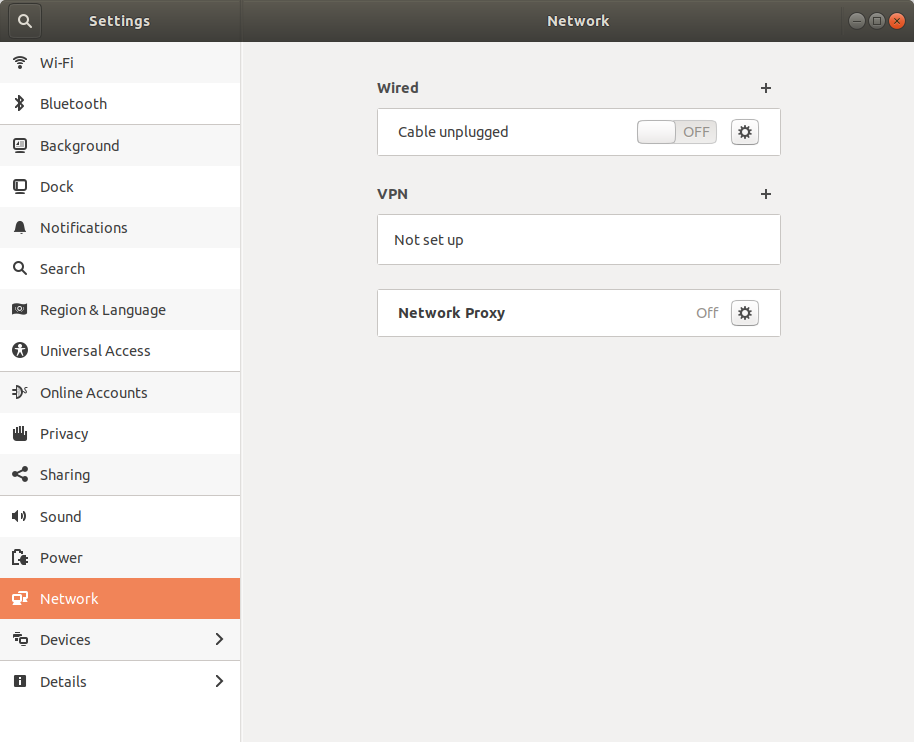 Settings
Network
Wi-Fi
Bluetooth
Background
Dock
Notifications
Search
Region & Language
Universal Access
Online Accounts
Privacy
Sharing
Sound
Power
Network
Devices
Details
Wired
Cable unplugged OFF
VPN
Not set up
Network Proxy Off